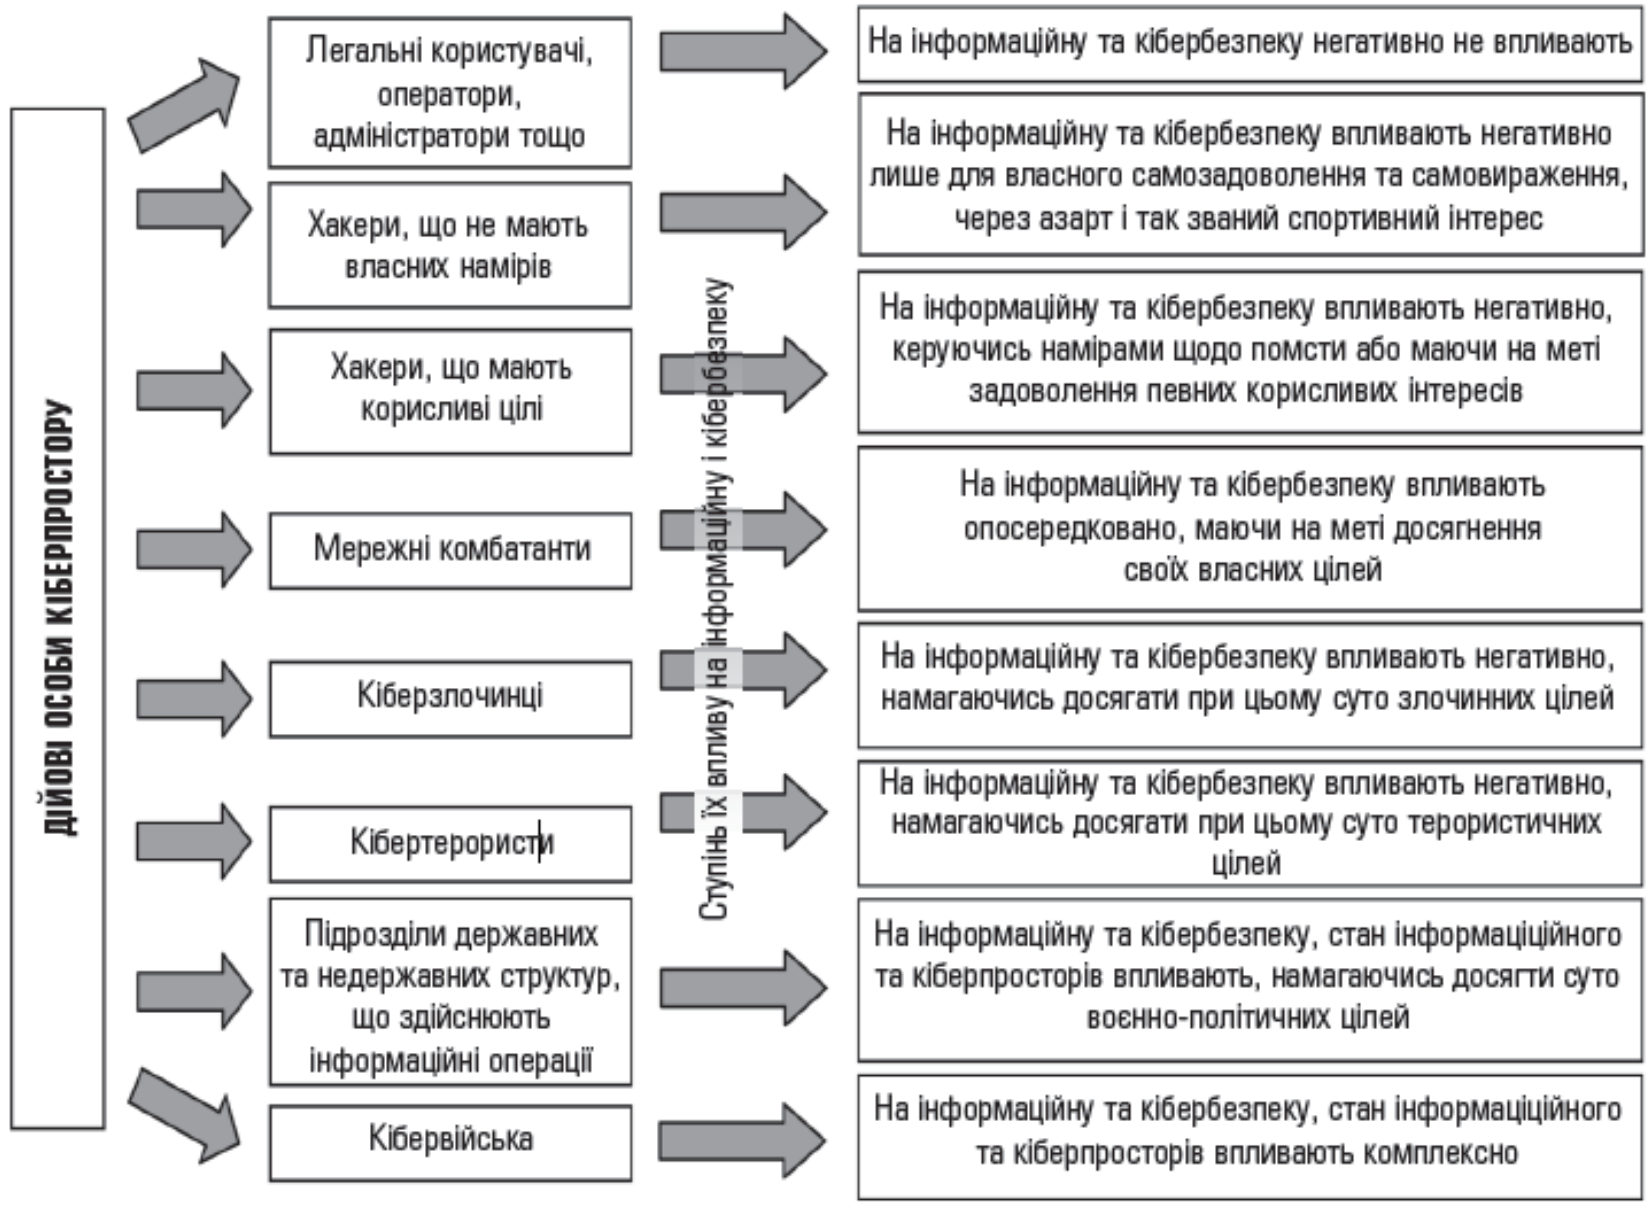 ДІЙОВІ ОСОБИ КІБЕРПРОСТОРУ
Легальні користувачі,
оператори,
адміністратори тощо
На інформаційну та кібербезпеку негативно не впливають
Хакери, що не мають
власних намірів
На інформаційну та кібербезпеку впливають негативно
лише для власного самозадоволення та самовираження,
через азарт і так званий спортивний інтерес
Ступінь їх впливу на інформаційну і кібербезпеку
Хакери, що мають
корисливі цілі
На інформаційну та кібербезпеку впливають негативно,
керуючись намірами щодо помсти або маючи на меті
задоволення певних корисливих інтересів
Мережні комбатанти
На інформаційну та кібербезпеку впливають
опосередковано, маючи на меті досягнення
своїх власних цілей
Кіберзлочинці
На інформаційну та кібербезпеку впливають негативно,
намагаючись досягати при цьому суто злочинних цілей
Кібертерористи
На інформаційну та кібербезпеку впливають негативно,
намагаючись досягати при цьому суто терористичних
цілей
Підрозділи державних
та недержавних структур,
що здійснюють
інформаційні операції
На інформаційну та кібербезпеку, стан інформаціційного
та кіберпросторів впливають, намагаючись досягти суто
воєнно-політичних цілей
Кібервійська
На інформаційну та кібербезпеку, стан інформаціційного
та кіберпросторів впливають комплексно